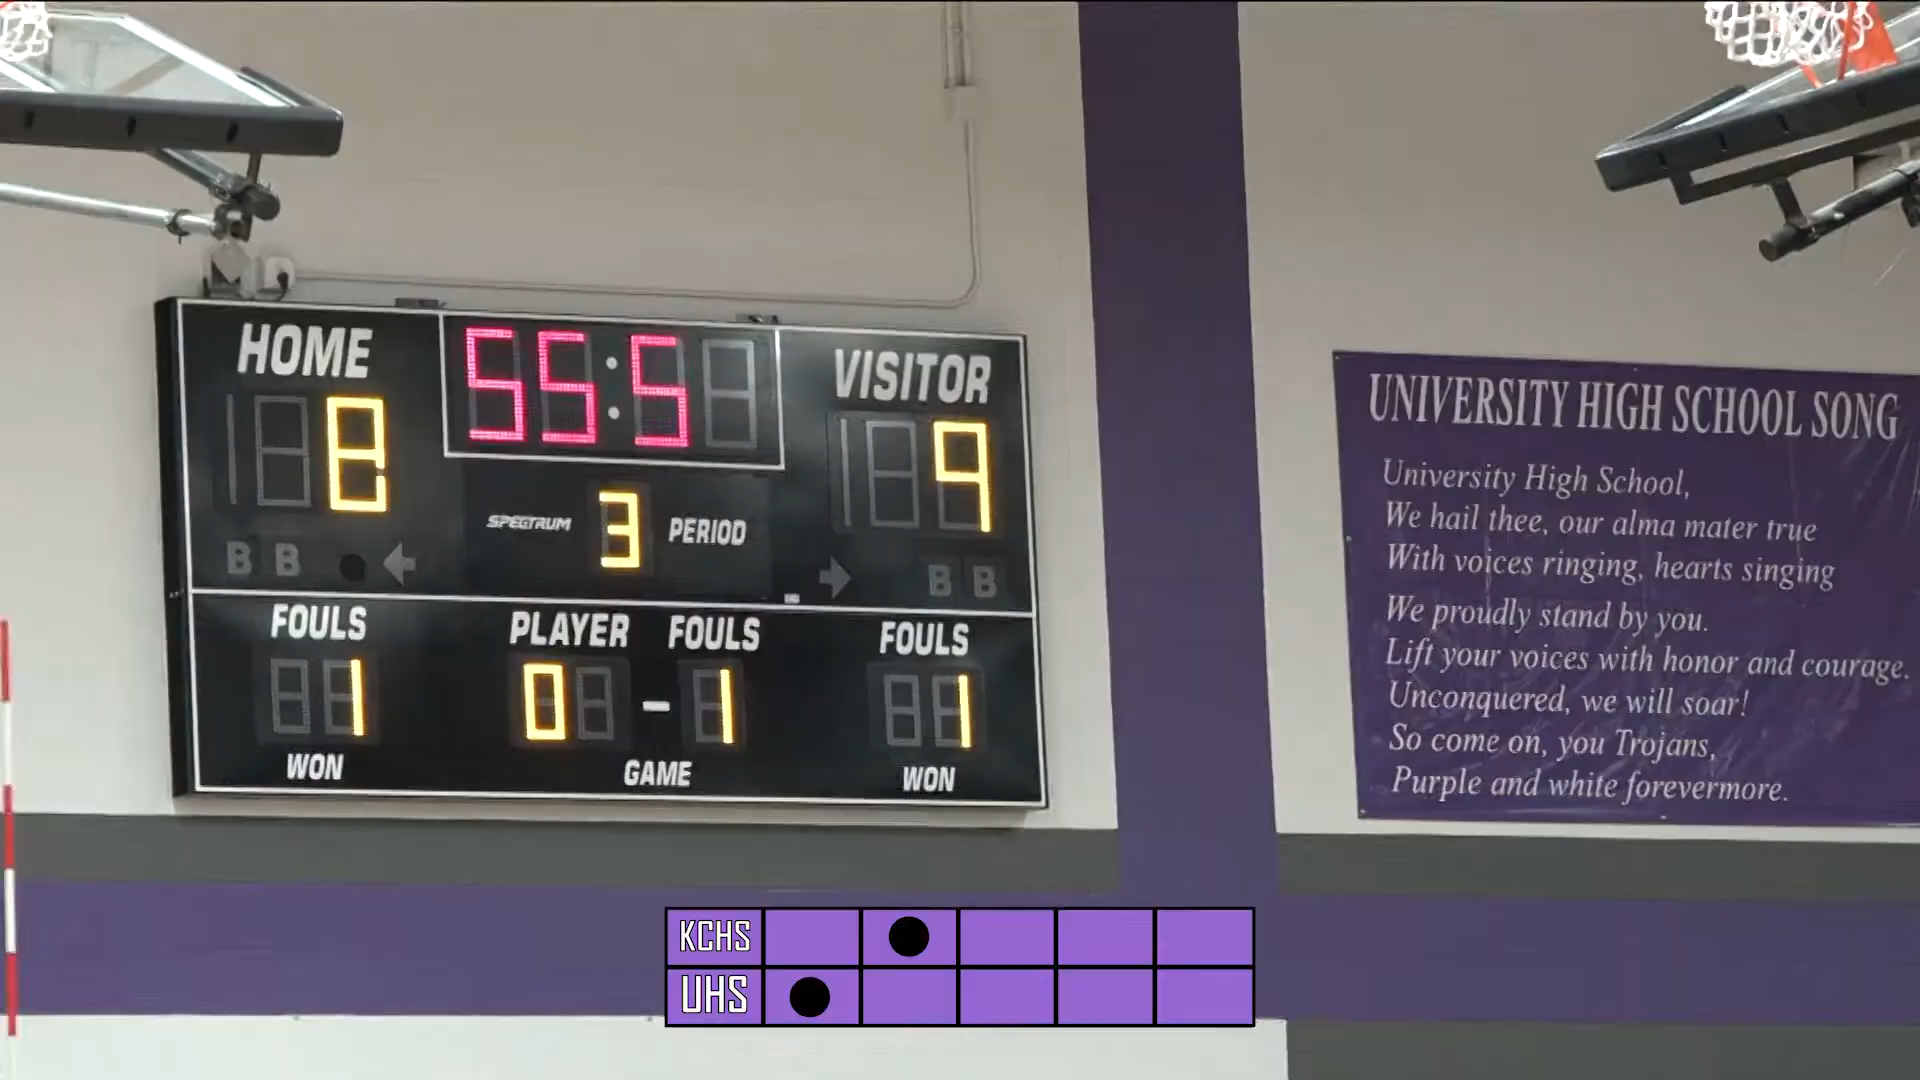 HOME
55:5
VISITOR
8
9
SPECTRUM
3
PERIOD
B B
B B
FOULS
PLAYER
FOULS
FOULS
1
0 - 1
1
WON
GAME
WON
UNIVERSITY HIGH SCHOOL SONG
University High School,
We hail thee, our alma mater true
With voices ringing, hearts singing
We proudly stand by you.
Lift your voices with honor and courage.
Unconquered, we will soar!
So come on, you Trojans,
Purple and white forevermore.
KCHS
UHS